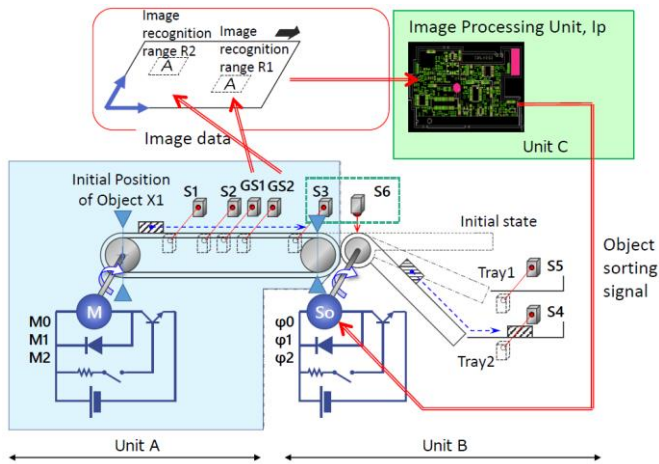 Image
recognition
range R2
Image
recognition
range R1
A
A
Image data
Image Processing Unit, Ip
Unit C
Initial Position
of Object X1
S1
S2
GS1
GS2
S3
S6
Initial state
Object
sorting
signal
Tray1
S5
S4
Tray2
M
M0
M1
M2
So
φ0
φ1
φ2
Unit A
Unit B